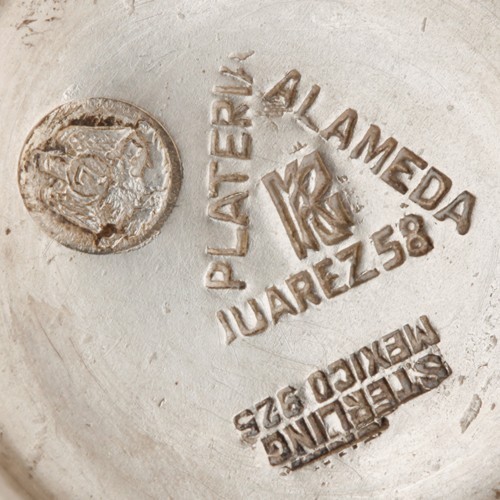 PLATERIA
ALAMEDA
JUAREZ 58
STERLING
MEXICO 925